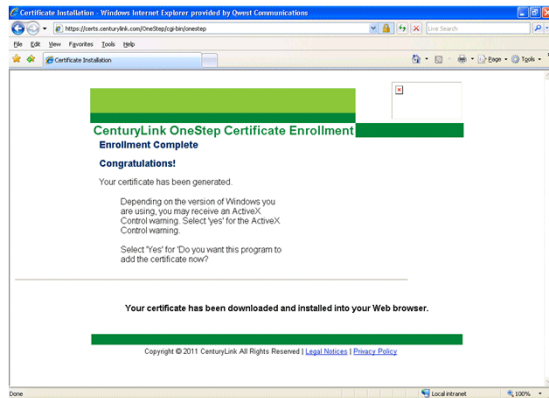 Certificate Installation - Windows Internet Explorer provided by Qwest Communications
https://certs.centurylink.com/OneStep/cgi-bin/onestep
Live Search
File Edit View Favorites Tools Help
Certificate Installation
Page Tools
CenturyLink OneStep Certificate Enrollment
Enrollment Complete
Congratulations!
Your certificate has been generated.
Depending on the version of Windows you
are using, you may receive an ActiveX
Control warning. Select 'yes' for the ActiveX
Control warning.
Select 'Yes' for 'Do you want this program to
add the certificate now?
Your certificate has been downloaded and installed into your Web browser.
Copyright © 2011 CenturyLink All Rights Reserved | Legal Notices | Privacy Policy
Done
Local intranet
100%